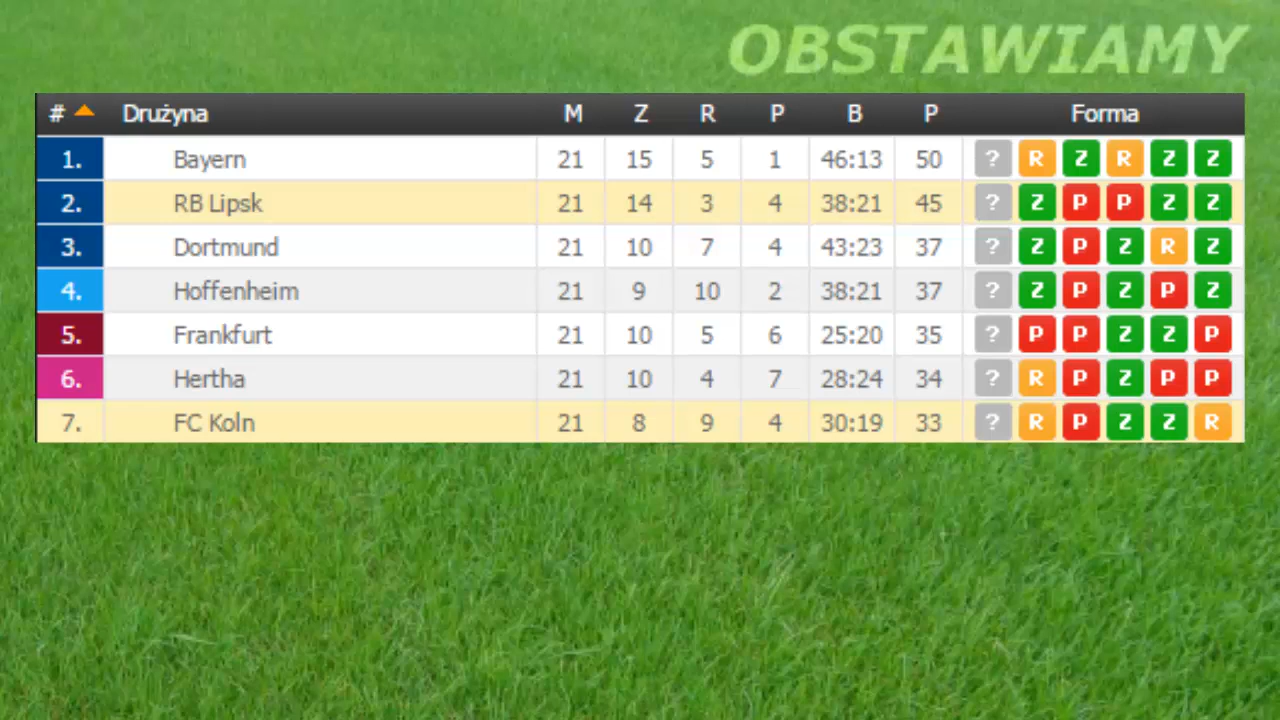 OBSTAWIAMY
# Drużyna M Z R P B P Forma
1. Bayern 21 15 5 1 46:13 50 ? R Z R Z Z
2. RB Lipsk 21 14 3 4 38:21 45 ? Z P P Z Z
3. Dortmund 21 10 7 4 43:23 37 ? Z P Z R Z
4. Hoffenheim 21 9 10 2 38:21 37 ? Z P Z P Z
5. Frankfurt 21 10 5 6 25:20 35 ? P P Z Z P
6. Hertha 21 10 4 7 28:24 34 ? R P Z P P
7. FC Koln 21 8 9 4 30:19 33 ? R P Z Z R